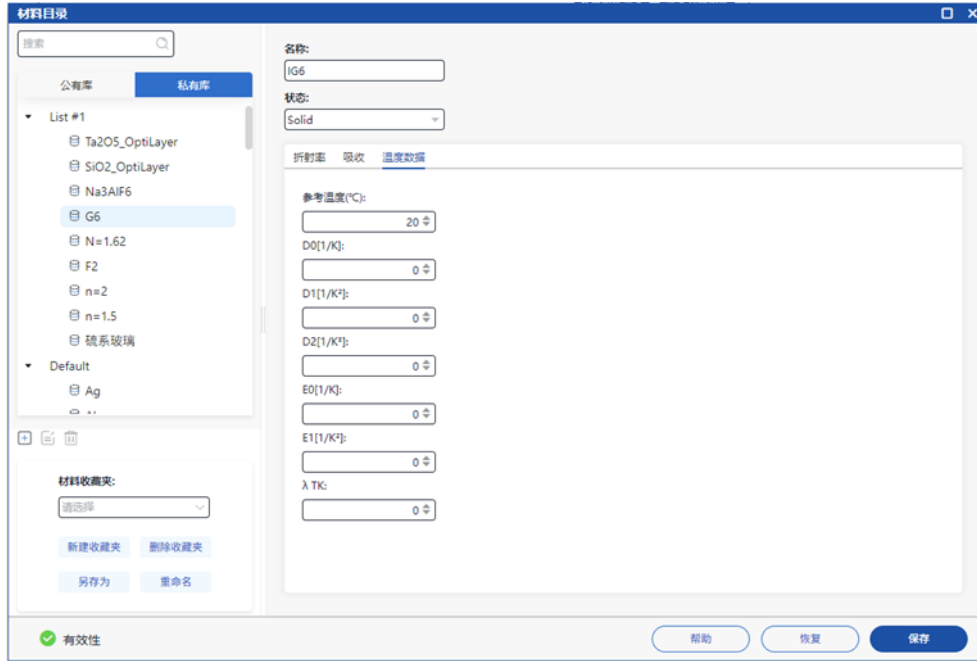 材料目录
搜索
公有库 私有库
List #1
Ta2O5_OptiLayer
SiO2_OptiLayer
Na3AlF6
G6
N=1.62
F2
n=2
n=1.5
硫系玻璃
Default
Ag
材料收藏夹:
请选择
新建收藏夹 删除收藏夹
另存为 重命名
名称:
IG6
状态:
Solid
折射率 吸收 温度数据
参考温度(℃):
20
D0[1/K]:
0
D1[1/K²]:
0
D2[1/K³]:
0
E0[1/K]:
0
E1[1/K²]:
0
λ TK:
0
有效性
帮助 恢复 保存